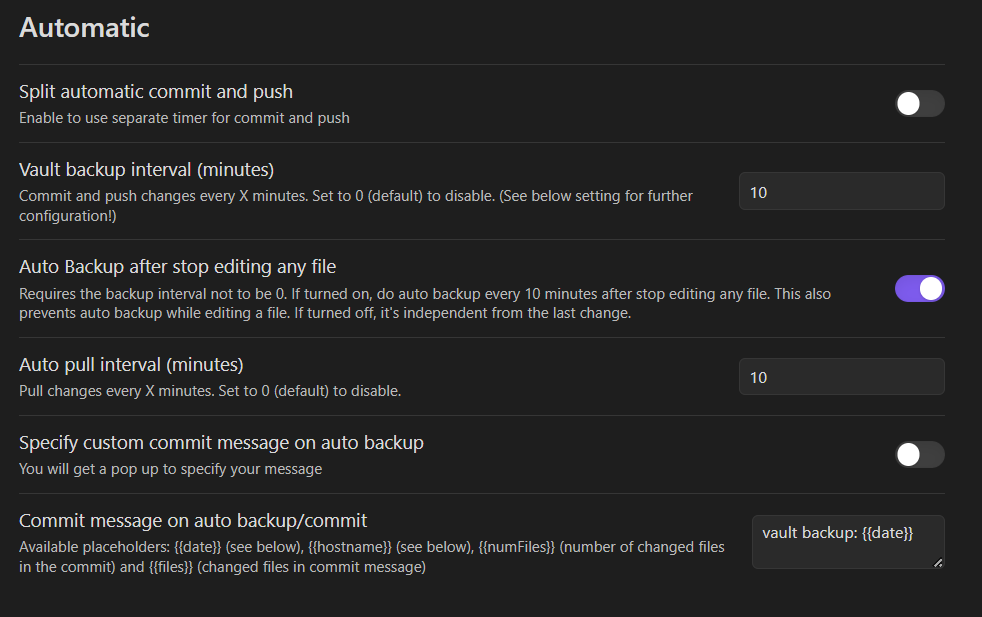 Automatic
Split automatic commit and push
Enable to use separate timer for commit and push
Vault backup interval (minutes)
Commit and push changes every X minutes. Set to 0 (default) to disable. (See below setting for further
configuration!)
10
Auto Backup after stop editing any file
Requires the backup interval not to be 0. If turned on, do auto backup every 10 minutes after stop editing any file. This also
prevents auto backup while editing a file. If turned off, it's independent from the last change.
Auto pull interval (minutes)
Pull changes every X minutes. Set to 0 (default) to disable.
10
Specify custom commit message on auto backup
You will get a pop up to specify your message
Commit message on auto backup/commit
Available placeholders: {{date}} (see below), {{hostname}} (see below), {{numFiles}} (number of changed files
in the commit) and {{files}} (changed files in commit message)
vault backup: {{date}}